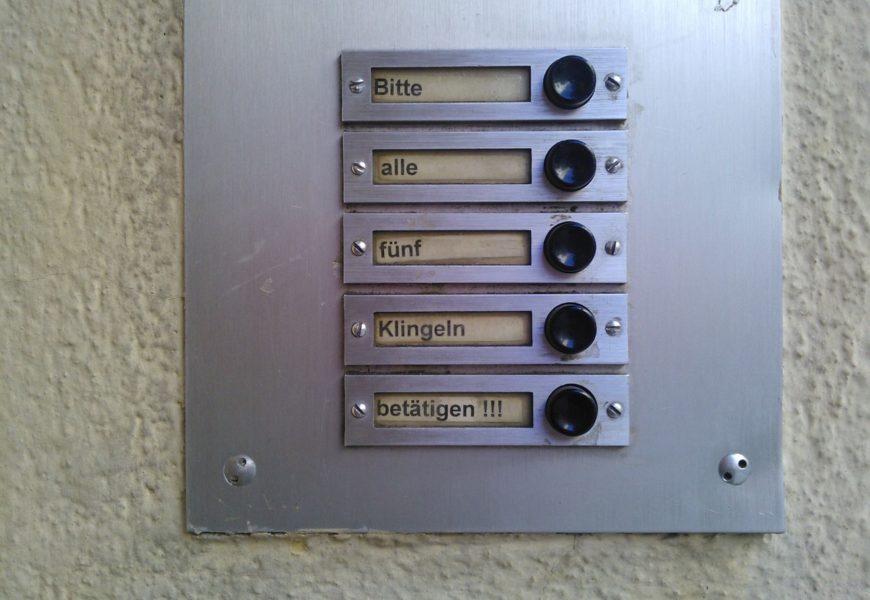 Bitte
alle
fünf
Klingeln
betätigen !!!